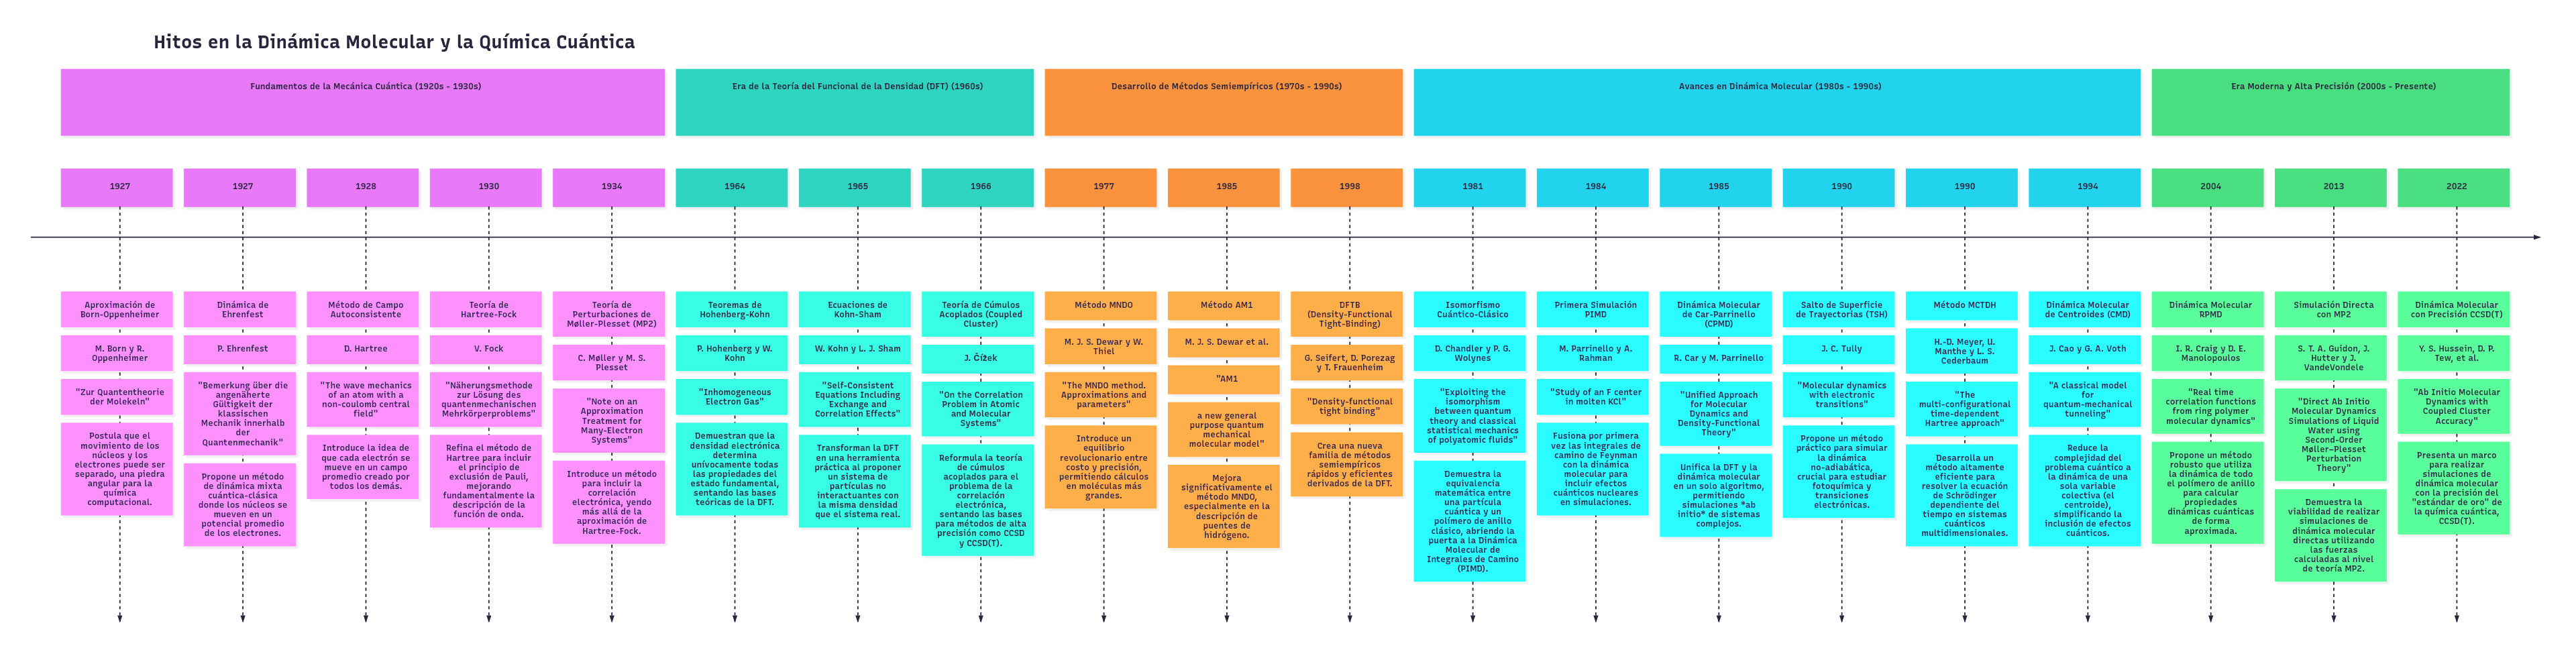 Hitos en la Dinámica Molecular y la Química Cuántica
Fundamentos de la Mecánica Cuántica (1920s - 1930s)
Era de la Teoría del Funcional de la Densidad (DFT) (1960s)
Desarrollo de Métodos Semiempíricos (1970s - 1990s)
Avances en Dinámica Molecular (1980s - 1990s)
Era Moderna y Alta Precisión (2000s - Presente)
1927
Aproximación de
Born-Oppenheimer
M. Born y R.
Oppenheimer
"Zur Quantentheorie
der Molekeln"
Postula que el
movimiento de los
núcleos y los
electrones puede ser
separado, una piedra
angular para la
química
computacional.
1927
Dinámica de
Ehrenfest
P. Ehrenfest
"Bemerkung über die
angenäherte
Gültigkeit der
klassischen
Mechanik innerhalb
der
Quantenmechanik"
Propone un método
de dinámica mixta
cuántica-clásica
donde los núcleos se
mueven en un
potencial promedio
de los electrones.
1928
Método de Campo
Autoconsistente
D. Hartree
"The wave mechanics
of an atom with a
non-coulomb central
field"
Introduce la idea de
que cada electrón se
mueve en un campo
promedio creado por
todos los demás.
1930
Teoría de
Hartree-Fock
V. Fock
"Näherungsmethode
zur Lösung des
quantenmechanischen
Mehrkörperproblems"
Refina el método de
Hartree para incluir
el principio de
exclusión de Pauli,
mejorando
fundamentalmente la
descripción de la
función de onda.
1934
Teoría de
Perturbaciones de
Møller-Plesset (MP2)
C. Møller y M. S.
Plesset
"Note on an
Approximation
Treatment for
Many-Electron
Systems"
Introduce un método
para incluir la
correlación
electrónica, yendo
más allá de la
aproximación de
Hartree-Fock.
1964
Teoremas de
Hohenberg-Kohn
P. Hohenberg y W.
Kohn
"Inhomogeneous
Electron Gas"
Demuestran que la
densidad electrónica
determina
unívocamente todas
las propiedades del
estado fundamental,
sentando las bases
teóricas de la DFT.
1965
Ecuaciones de
Kohn-Sham
W. Kohn y L. J. Sham
"Self-Consistent
Equations Including
Exchange and
Correlation Effects"
Transforman la DFT
en una herramienta
práctica al proponer
un sistema de
partículas no
interactuantes con
la misma densidad
que el sistema real.
1966
Teoría de Cúmulos
Acoplados (Coupled
Cluster)
J. Čížek
"On the Correlation
Problem in Atomic
and Molecular
Systems"
Reformula la teoría
de cúmulos
acoplados para el
problema de la
correlación
electrónica,
sentando las bases
para métodos de alta
precisión como CCSD
y CCSD(T).
1977
Método MNDO
M. J. S. Dewar y W.
Thiel
"The MNDO method.
Approximations and
parameters"
Introduce un
equilibrio
revolucionario entre
costo y precisión,
permitiendo cálculos
en moléculas más
grandes.
1985
Método AM1
M. J. S. Dewar et al.
"AM1
a new general
purpose quantum
mechanical
molecular model"
Mejora
significativamente el
método MNDO,
especialmente en la
descripción de
puentes de
hidrógeno.
1998
DFTB
(Density-Functional
Tight-Binding)
G. Seifert, D. Porezag
y T. Frauenheim
"Density-functional
tight binding"
Crea una nueva
familia de métodos
semiempíricos
rápidos y eficientes
derivados de la DFT.
1981
Isomorfismo
Cuántico-Clásico
D. Chandler y P. G.
Wolynes
"Exploiting the
isomorphism
between quantum
theory and classical
statistical mechanics
of polyatomic fluids"
Demuestra la
equivalencia
matemática entre
una partícula
cuántica y un
polímero de anillo
clásico, abriendo la
puerta a la Dinámica
Molecular de
Integrales de Camino
(PIMD).
1984
Primera Simulación
PIMD
M. Parrinello y A.
Rahman
"Study of an F center
in molten KCl"
Fusiona por primera
vez las integrales de
camino de Feynman
con la dinámica
molecular para
incluir efectos
cuánticos nucleares
en simulaciones.
1985
Dinámica Molecular
de Car-Parrinello
(CPMD)
R. Car y M. Parrinello
"Unified Approach
for Molecular
Dynamics and
Density-Functional
Theory"
Unifica la DFT y la
dinámica molecular
en un solo algoritmo,
permitiendo
simulaciones *ab
initio* de sistemas
complejos.
1990
Salto de Superficie
de Trayectorias (TSH)
J. C. Tully
"Molecular dynamics
with electronic
transitions"
Propone un método
práctico para simular
la dinámica
no-adiabática,
crucial para estudiar
fotoquímica y
transiciones
electrónicas.
1990
Método MCTDH
H.-D. Meyer, U.
Manthe y L. S.
Cederbaum
"The
multi-configurational
time-dependent
Hartree approach"
Desarrolla un
método altamente
eficiente para
resolver la ecuación
de Schrödinger
dependiente del
tiempo en sistemas
cuánticos
multidimensionales.
1994
Dinámica Molecular
de Centroides (CMD)
J. Cao y G. A. Voth
"A classical model
for
quantum-mechanical
tunneling"
Reduce la
complejidad del
problema cuántico a
la dinámica de una
sola variable
colectiva (el
centroide),
simplificando la
inclusión de efectos
cuánticos.
2004
Dinámica Molecular
RPMD
I. R. Craig y D. E.
Manolopoulos
"Real time
correlation functions
from ring polymer
molecular dynamics"
Propone un método
robusto que utiliza
la dinámica de todo
el polímero de anillo
para calcular
propiedades
dinámicas cuánticas
de forma
aproximada.
2013
Simulación Directa
con MP2
S. T. A. Guidon, J.
Hutter y J.
VandeVondele
"Direct Ab Initio
Molecular Dynamics
Simulations of Liquid
Water using
Second-Order
Møller–Plesset
Perturbation
Theory"
Demuestra la
viabilidad de realizar
simulaciones de
dinámica molecular
directas utilizando
las fuerzas
calculadas al nivel
de teoría MP2.
2022
Dinámica Molecular
con Precisión CCSD(T)
Y. S. Hussein, D. P.
Tew, et al.
"Ab Initio Molecular
Dynamics with
Coupled Cluster
Accuracy"
Presenta un marco
para realizar
simulaciones de
dinámica molecular
con la precisión del
"estándar de oro" de
la química cuántica,
CCSD(T).